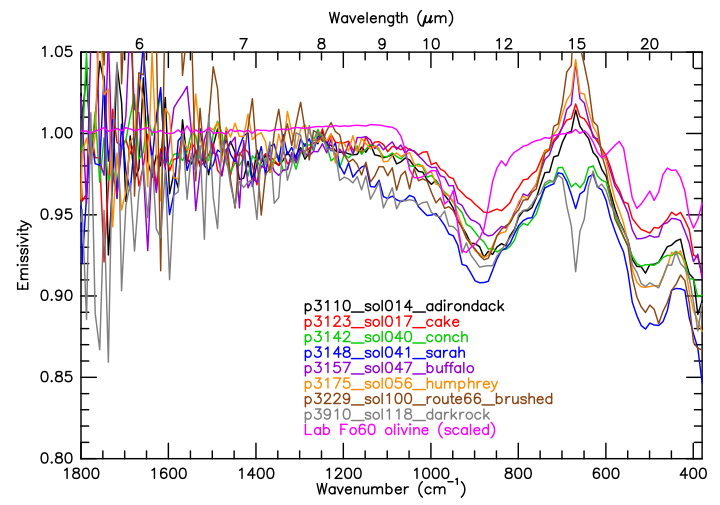 Wavelength (μm)
6 7 8 9 10 12 15 20
1.05
1.00
0.95
0.90
0.85
0.80
Emissivity
p3110_sol014_adirondack
p3123_sol017_cake
p3142_sol040_conch
p3148_sol041_sarah
p3157_sol047_buffalo
p3175_sol056_humphrey
p3229_sol100_route66_brushed
p3910_sol118_darkrock
Lab Fo60 olivine (scaled)
1800 1600 1400 1200 1000 800 600 400
Wavenumber (cm⁻¹)